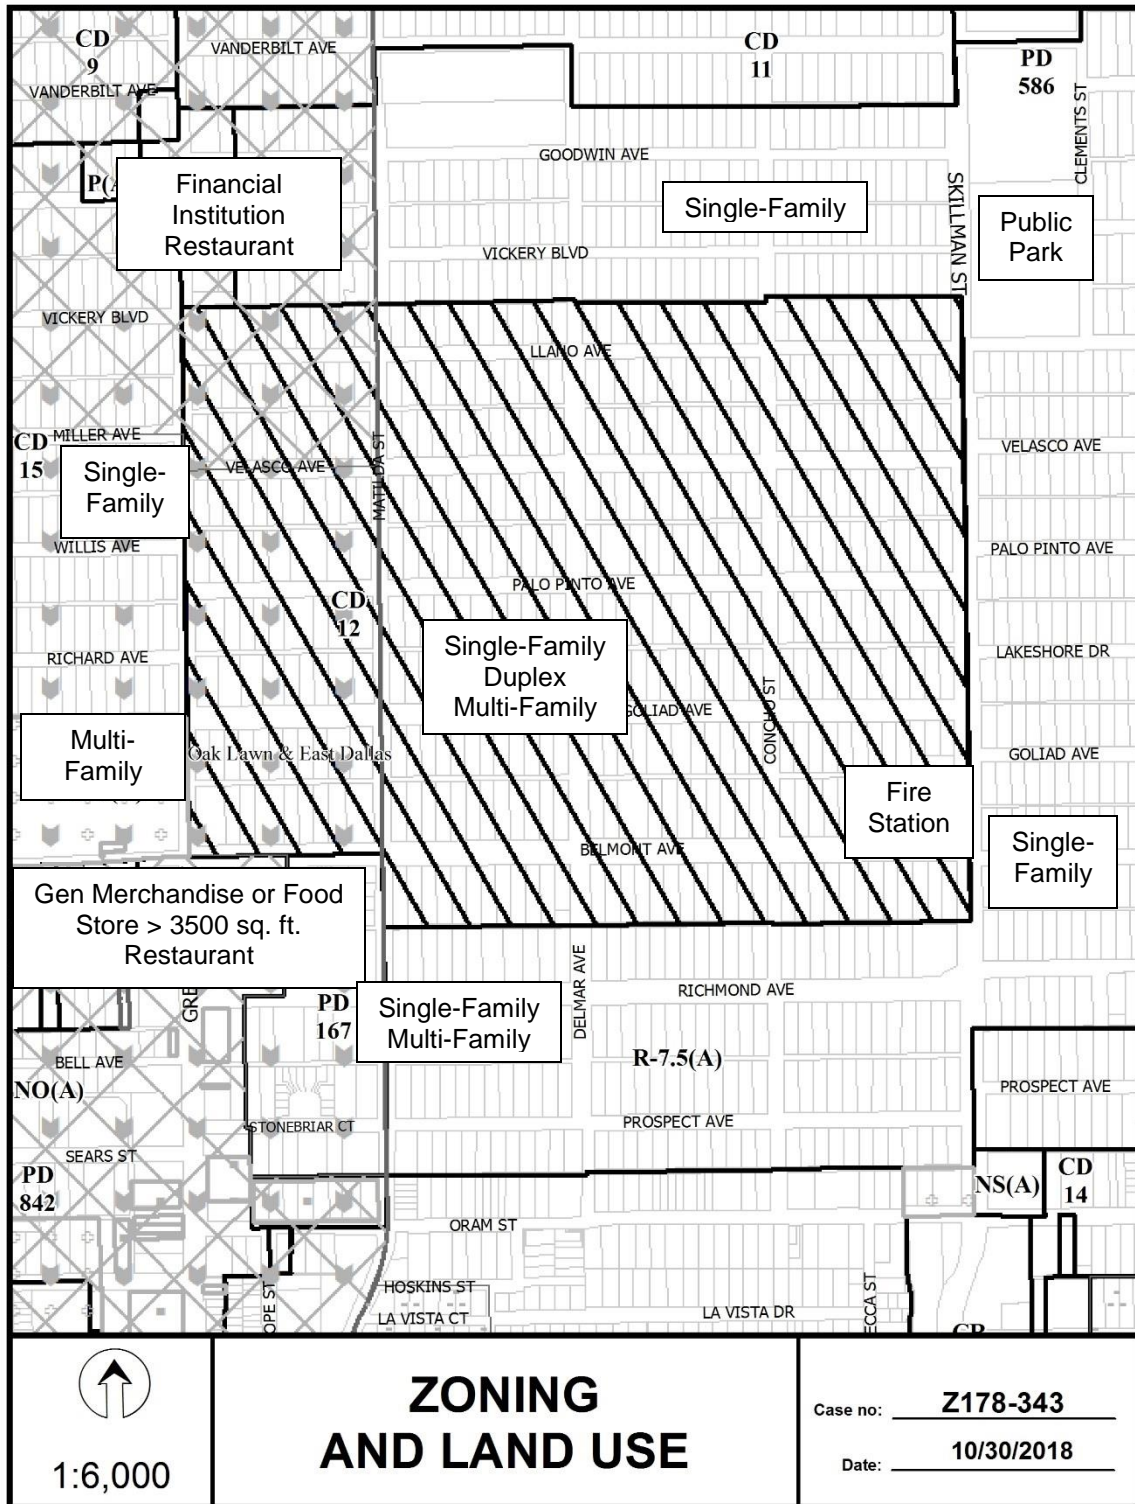 CD
9
VANDERBILT AVE
CD
11
PD
586
VANDERBILT AVE
CLEMENTS ST
GOODWIN AVE
Financial
Institution
Restaurant
Single-Family
SKILLMAN ST
Public
Park
VICKERY BLVD
VICKERY BLVD
LLANO AVE
MILLER AVE
CD
15
Single-
Family
VELASCO AVE
MATILDA ST
VELASCO AVE
WILLIS AVE
PALO PINTO AVE
PALO PINTO AVE
CD
12
RICHARD AVE
Single-Family
Duplex
Multi-Family
LAKESHORE DR
GOLIAD AVE
CONCHO ST
Multi-
Family
Oak Lawn & East Dallas
GOLIAD AVE
Fire
Station
BELMONT AVE
Single-
Family
Gen Merchandise or Food
Store > 3500 sq. ft.
Restaurant
DELMAR AVE
RICHMOND AVE
PD
167
Single-Family
Multi-Family
R-7.5(A)
BELL AVE
NO(A)
PROSPECT AVE
PROSPECT AVE
STONEBRIAR CT
SEARS ST
PD
842
NS(A)
CD
14
ORAM ST
HOSKINS ST
LA VISTA CT
LA VISTA DR
1:6,000
ZONING
AND LAND USE
Case no: Z178-343
Date: 10/30/2018